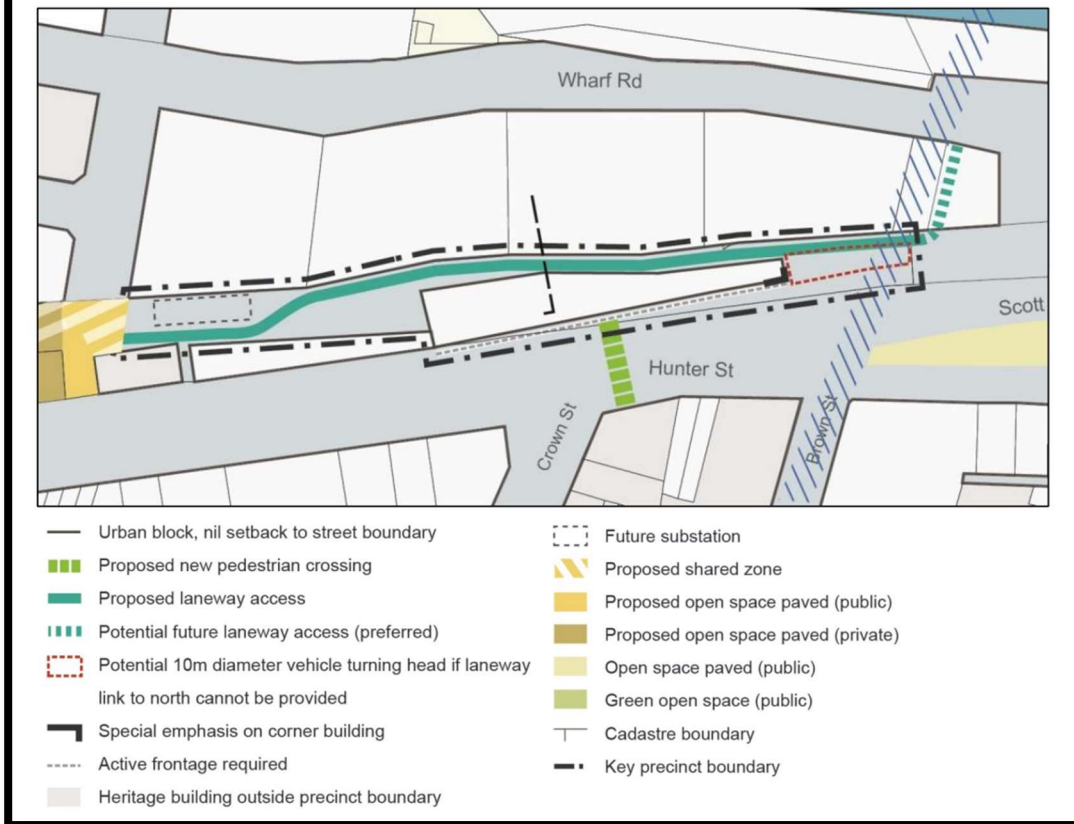 Wharf Rd
Scott
Hunter St
Crown St
Brown St
Urban block, nil setback to street boundary
Proposed new pedestrian crossing
Proposed laneway access
Potential future laneway access (preferred)
Potential 10m diameter vehicle turning head if laneway
link to north cannot be provided
Special emphasis on corner building
Active frontage required
Heritage building outside precinct boundary
Future substation
Proposed shared zone
Proposed open space paved (public)
Proposed open space paved (private)
Open space paved (public)
Green open space (public)
Cadastre boundary
Key precinct boundary